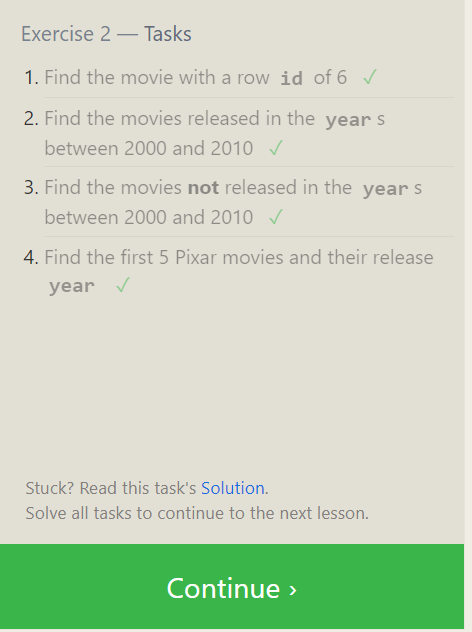 Exercise 2 — Tasks
1. Find the movie with a row id of 6 ✓
2. Find the movies released in the year s
between 2000 and 2010 ✓
3. Find the movies not released in the year s
between 2000 and 2010 ✓
4. Find the first 5 Pixar movies and their release
year ✓
Stuck? Read this task's Solution.
Solve all tasks to continue to the next lesson.
Continue ›